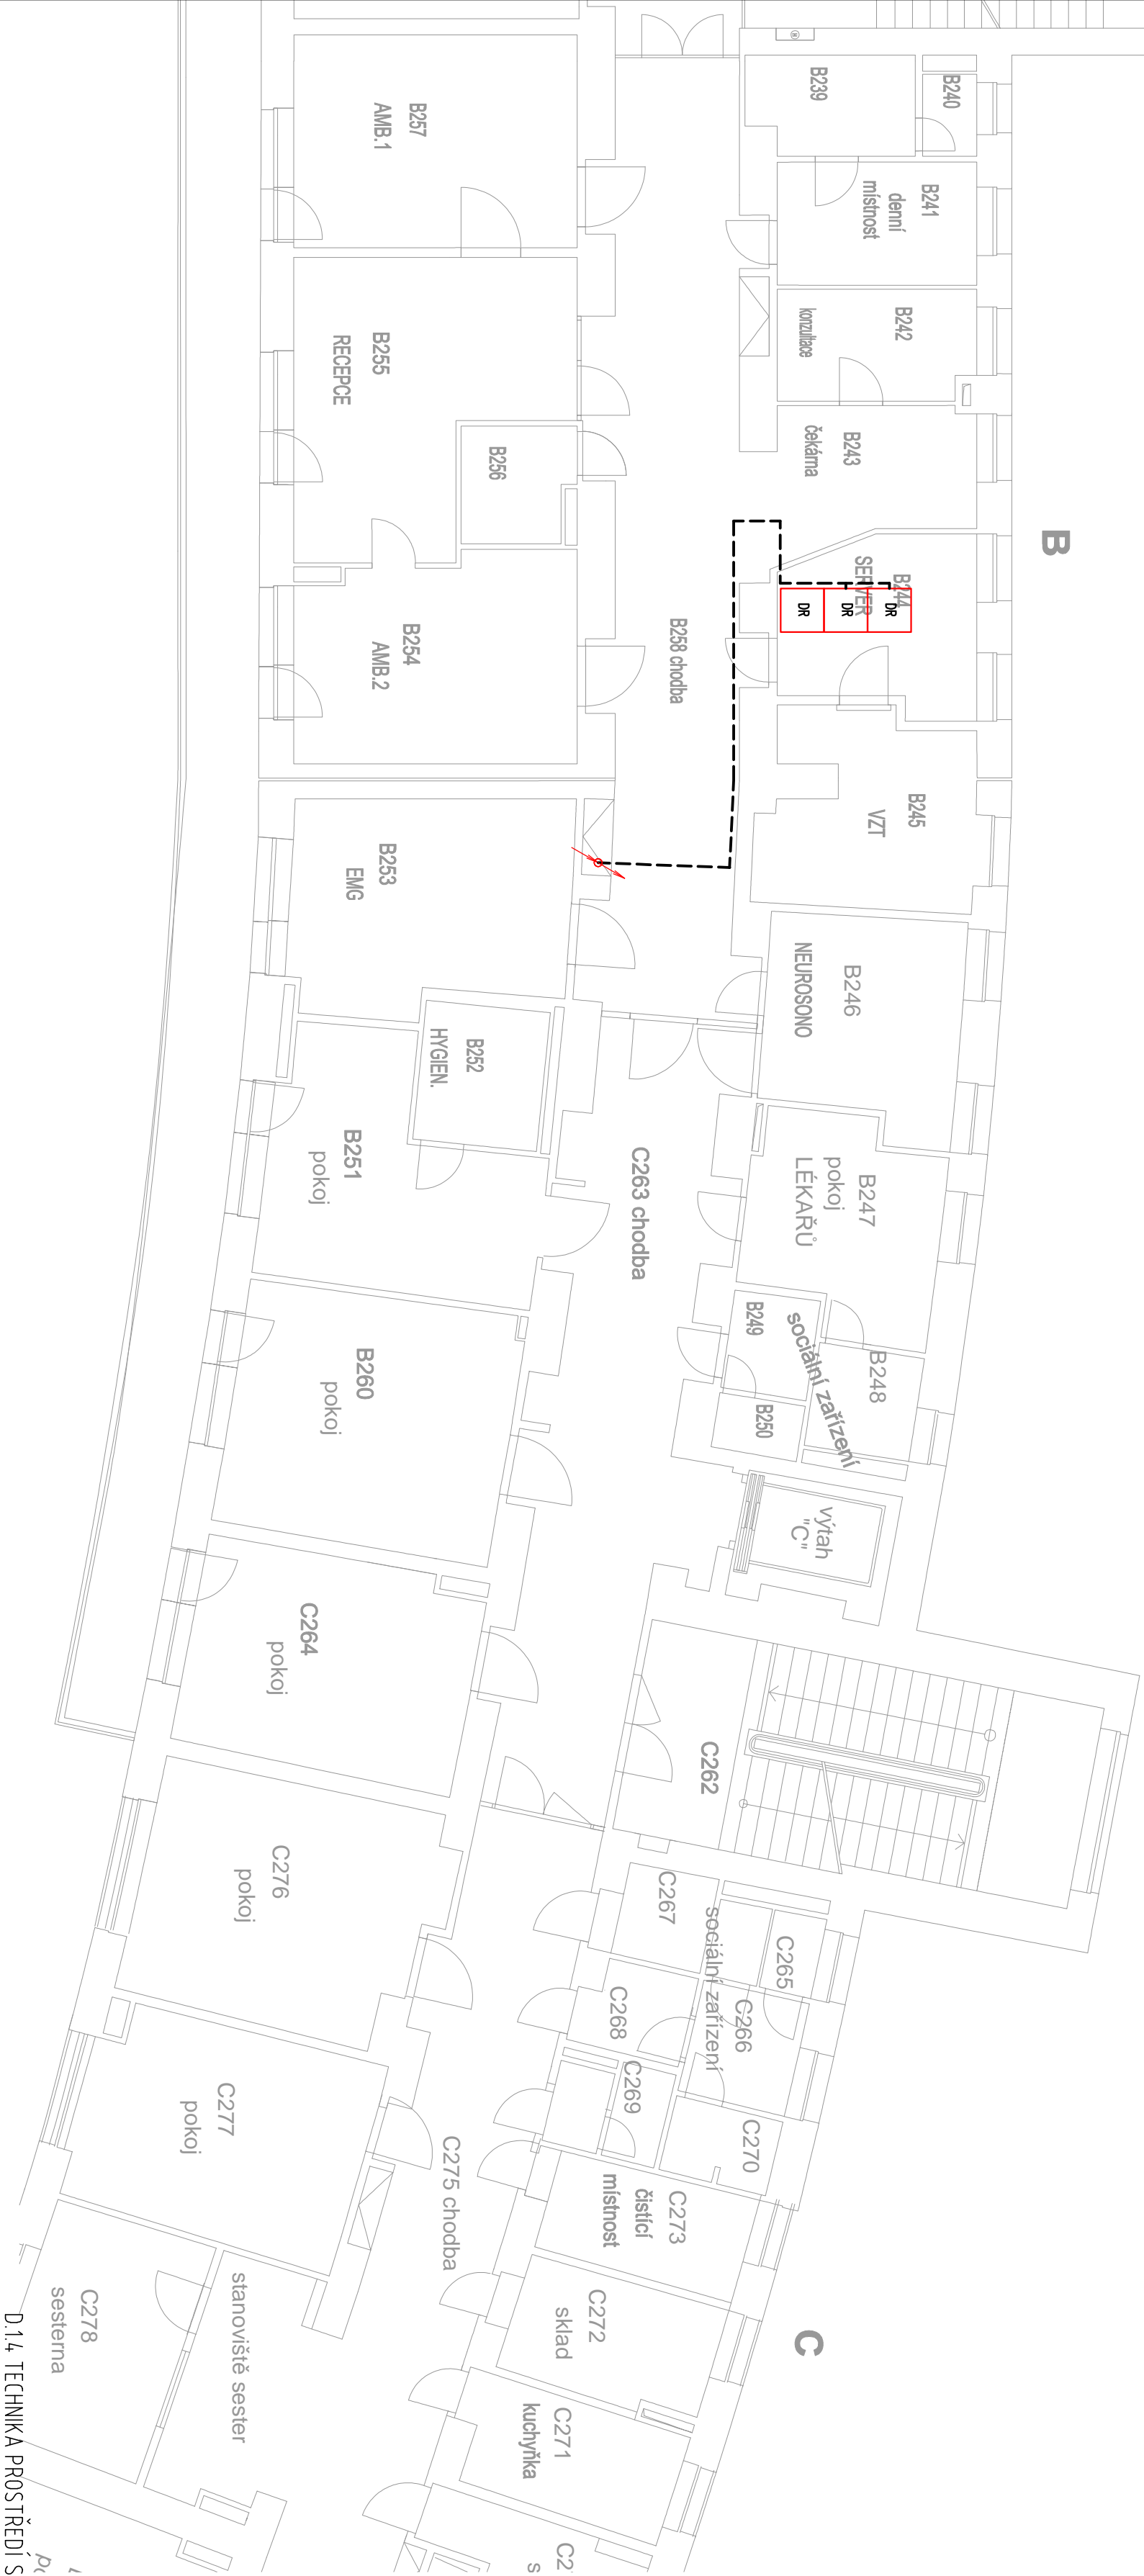 B
B240
B239
B241
denní
místnost
B242
konzultace
B243
čekárna
B244
SERVER
DR
DR
DR
B245
VZT
B246
NEUROSONO
B247
pokoj
LÉKAŘŮ
B248
sociální zařízení
B249
B250
výtah
"C"
B257
AMB.1
B255
RECEPCE
B256
B254
AMB.2
B258 chodba
B253
EMG
B252
HYGIEN.
B251
pokoj
C263 chodba
B260
pokoj
C264
pokoj
C262
C276
pokoj
C277
pokoj
C275 chodba
C267
C265
sociální zařízení
C266
C268
C269
C270
C273
čistící
místnost
C272
sklad
C271
kuchyňka
C
C278
sesterna
stanoviště sester
D.1.4 TECHNIKA PROSTŘEDÍ S